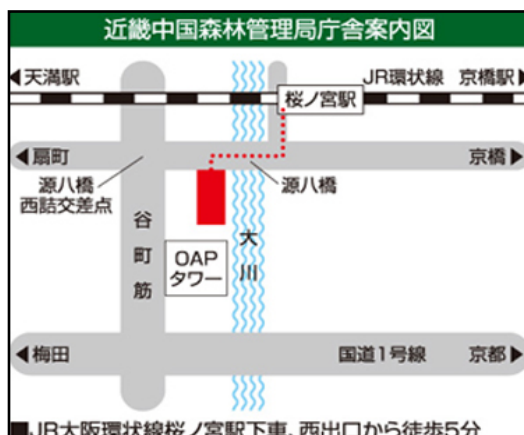 近畿中国森林管理局庁舎案内図
◀天満駅
JR環状線 京橋駅▶
桜ノ宮駅
◀扇町
京橋▶
源八橋
西詰交差点
源八橋
谷町筋
大川
OAP
タワー
◀梅田
国道1号線 京都▶
■JR大阪環状線桜ノ宮駅下車、西出口から徒歩5分